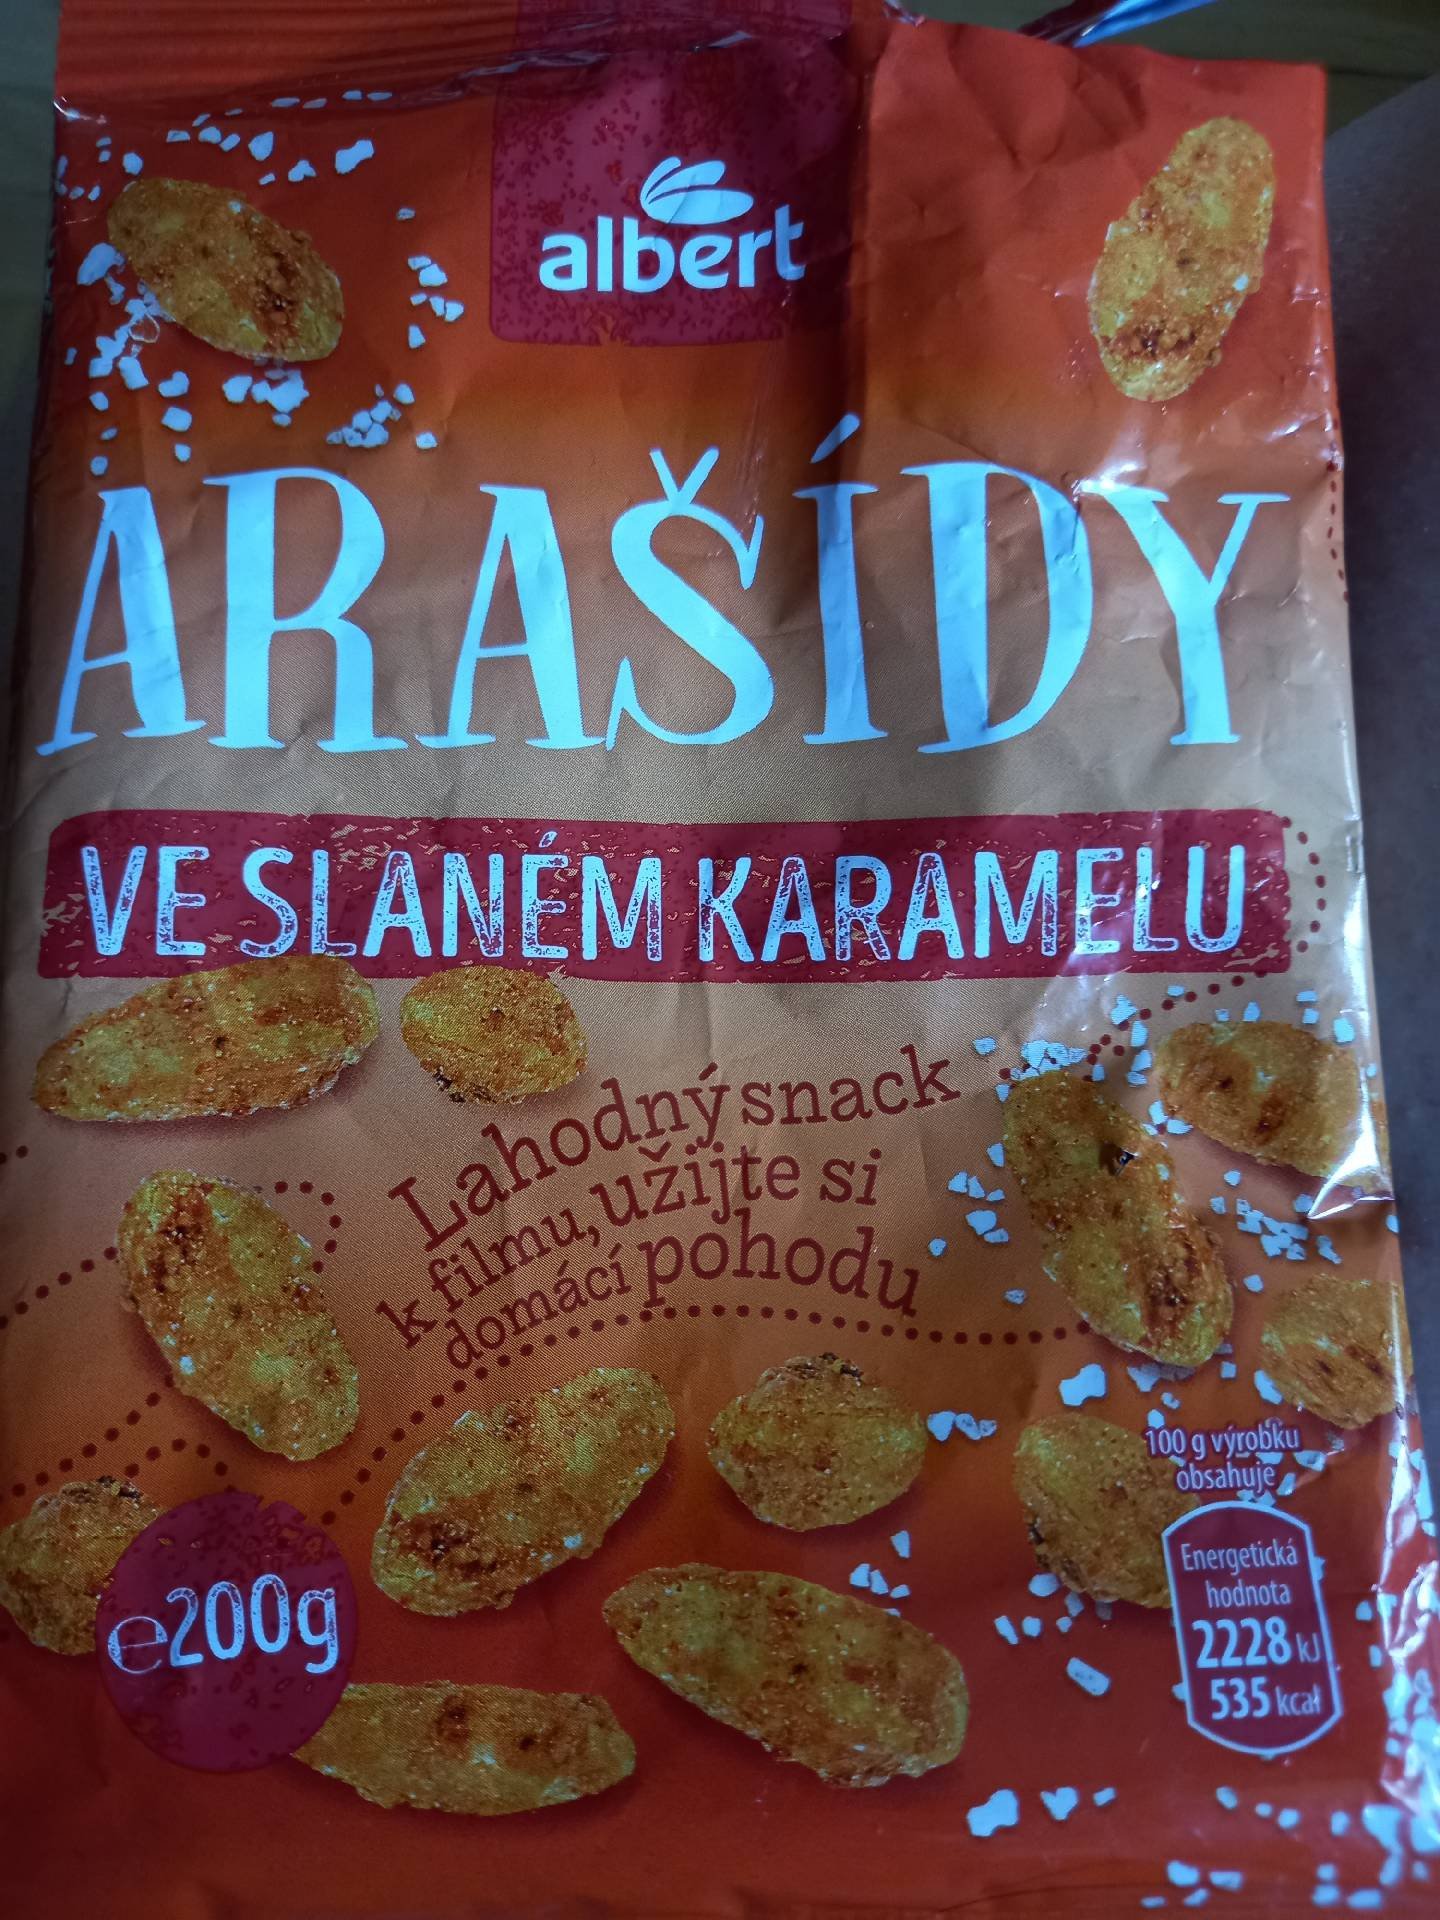 albert
ARAŠÍDY
VE SLANÉM KARAMELU
Lahodný snack
k filmu, užijte si
domácí pohodu
100 g výrobku
obsahuje
Energetická
hodnota
2228 kJ
535 kcal
e200g